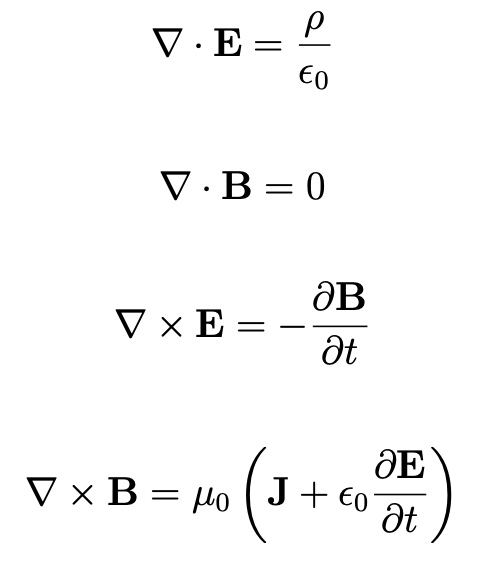 ∇ · 𝐄 = ρ/ϵ₀
∇ · 𝐁 = 0
∇ × 𝐄 = −∂𝐁/∂t
∇ × 𝐁 = μ₀(𝐉 + ϵ₀ ∂𝐄/∂t)